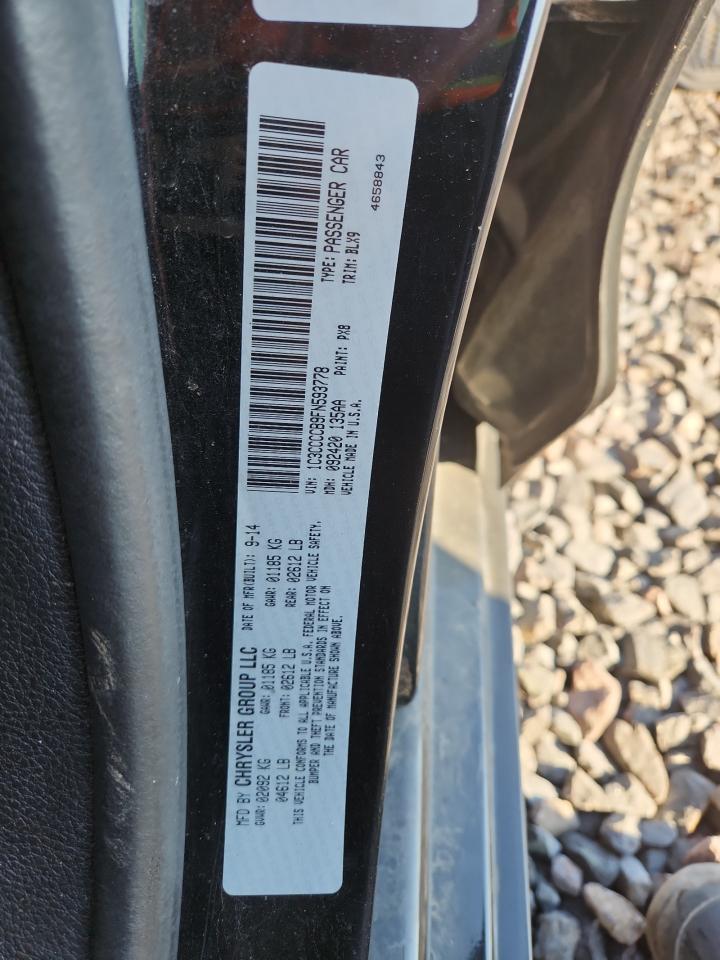 MFD BY CHRYSLER GROUP LLC DATE OF MFR(BUILT): 9-14
GVWR: 02092 KG GAWR: 01185 KG GAWR: 01185 KG
04612 LB FRONT: 02612 LB REAR: 02612 LB
THIS VEHICLE CONFORMS TO ALL APPLICABLE U.S.A. FEDERAL MOTOR VEHICLE SAFETY,
BUMPER AND THEFT PREVENTION STANDARDS IN EFFECT ON
THE DATE OF MANUFACTURE SHOWN ABOVE.
VIN: 1C3CCCCB9FN593778 TYPE: PASSENGER CAR
MDH: 092420 135AA PAINT: PX8 TRIM: BLX9
VEHICLE MADE IN U.S.A.
4658843